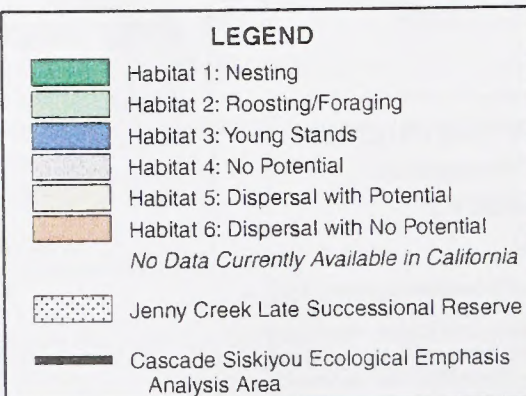 LEGEND
Habitat 1: Nesting
Habitat 2: Roosting/Foraging
Habitat 3: Young Stands
Habitat 4: No Potential
Habitat 5: Dispersal with Potential
Habitat 6: Dispersal with No Potential
No Data Currently Available in California
Jenny Creek Late Successional Reserve
Cascade Siskiyou Ecological Emphasis
Analysis Area